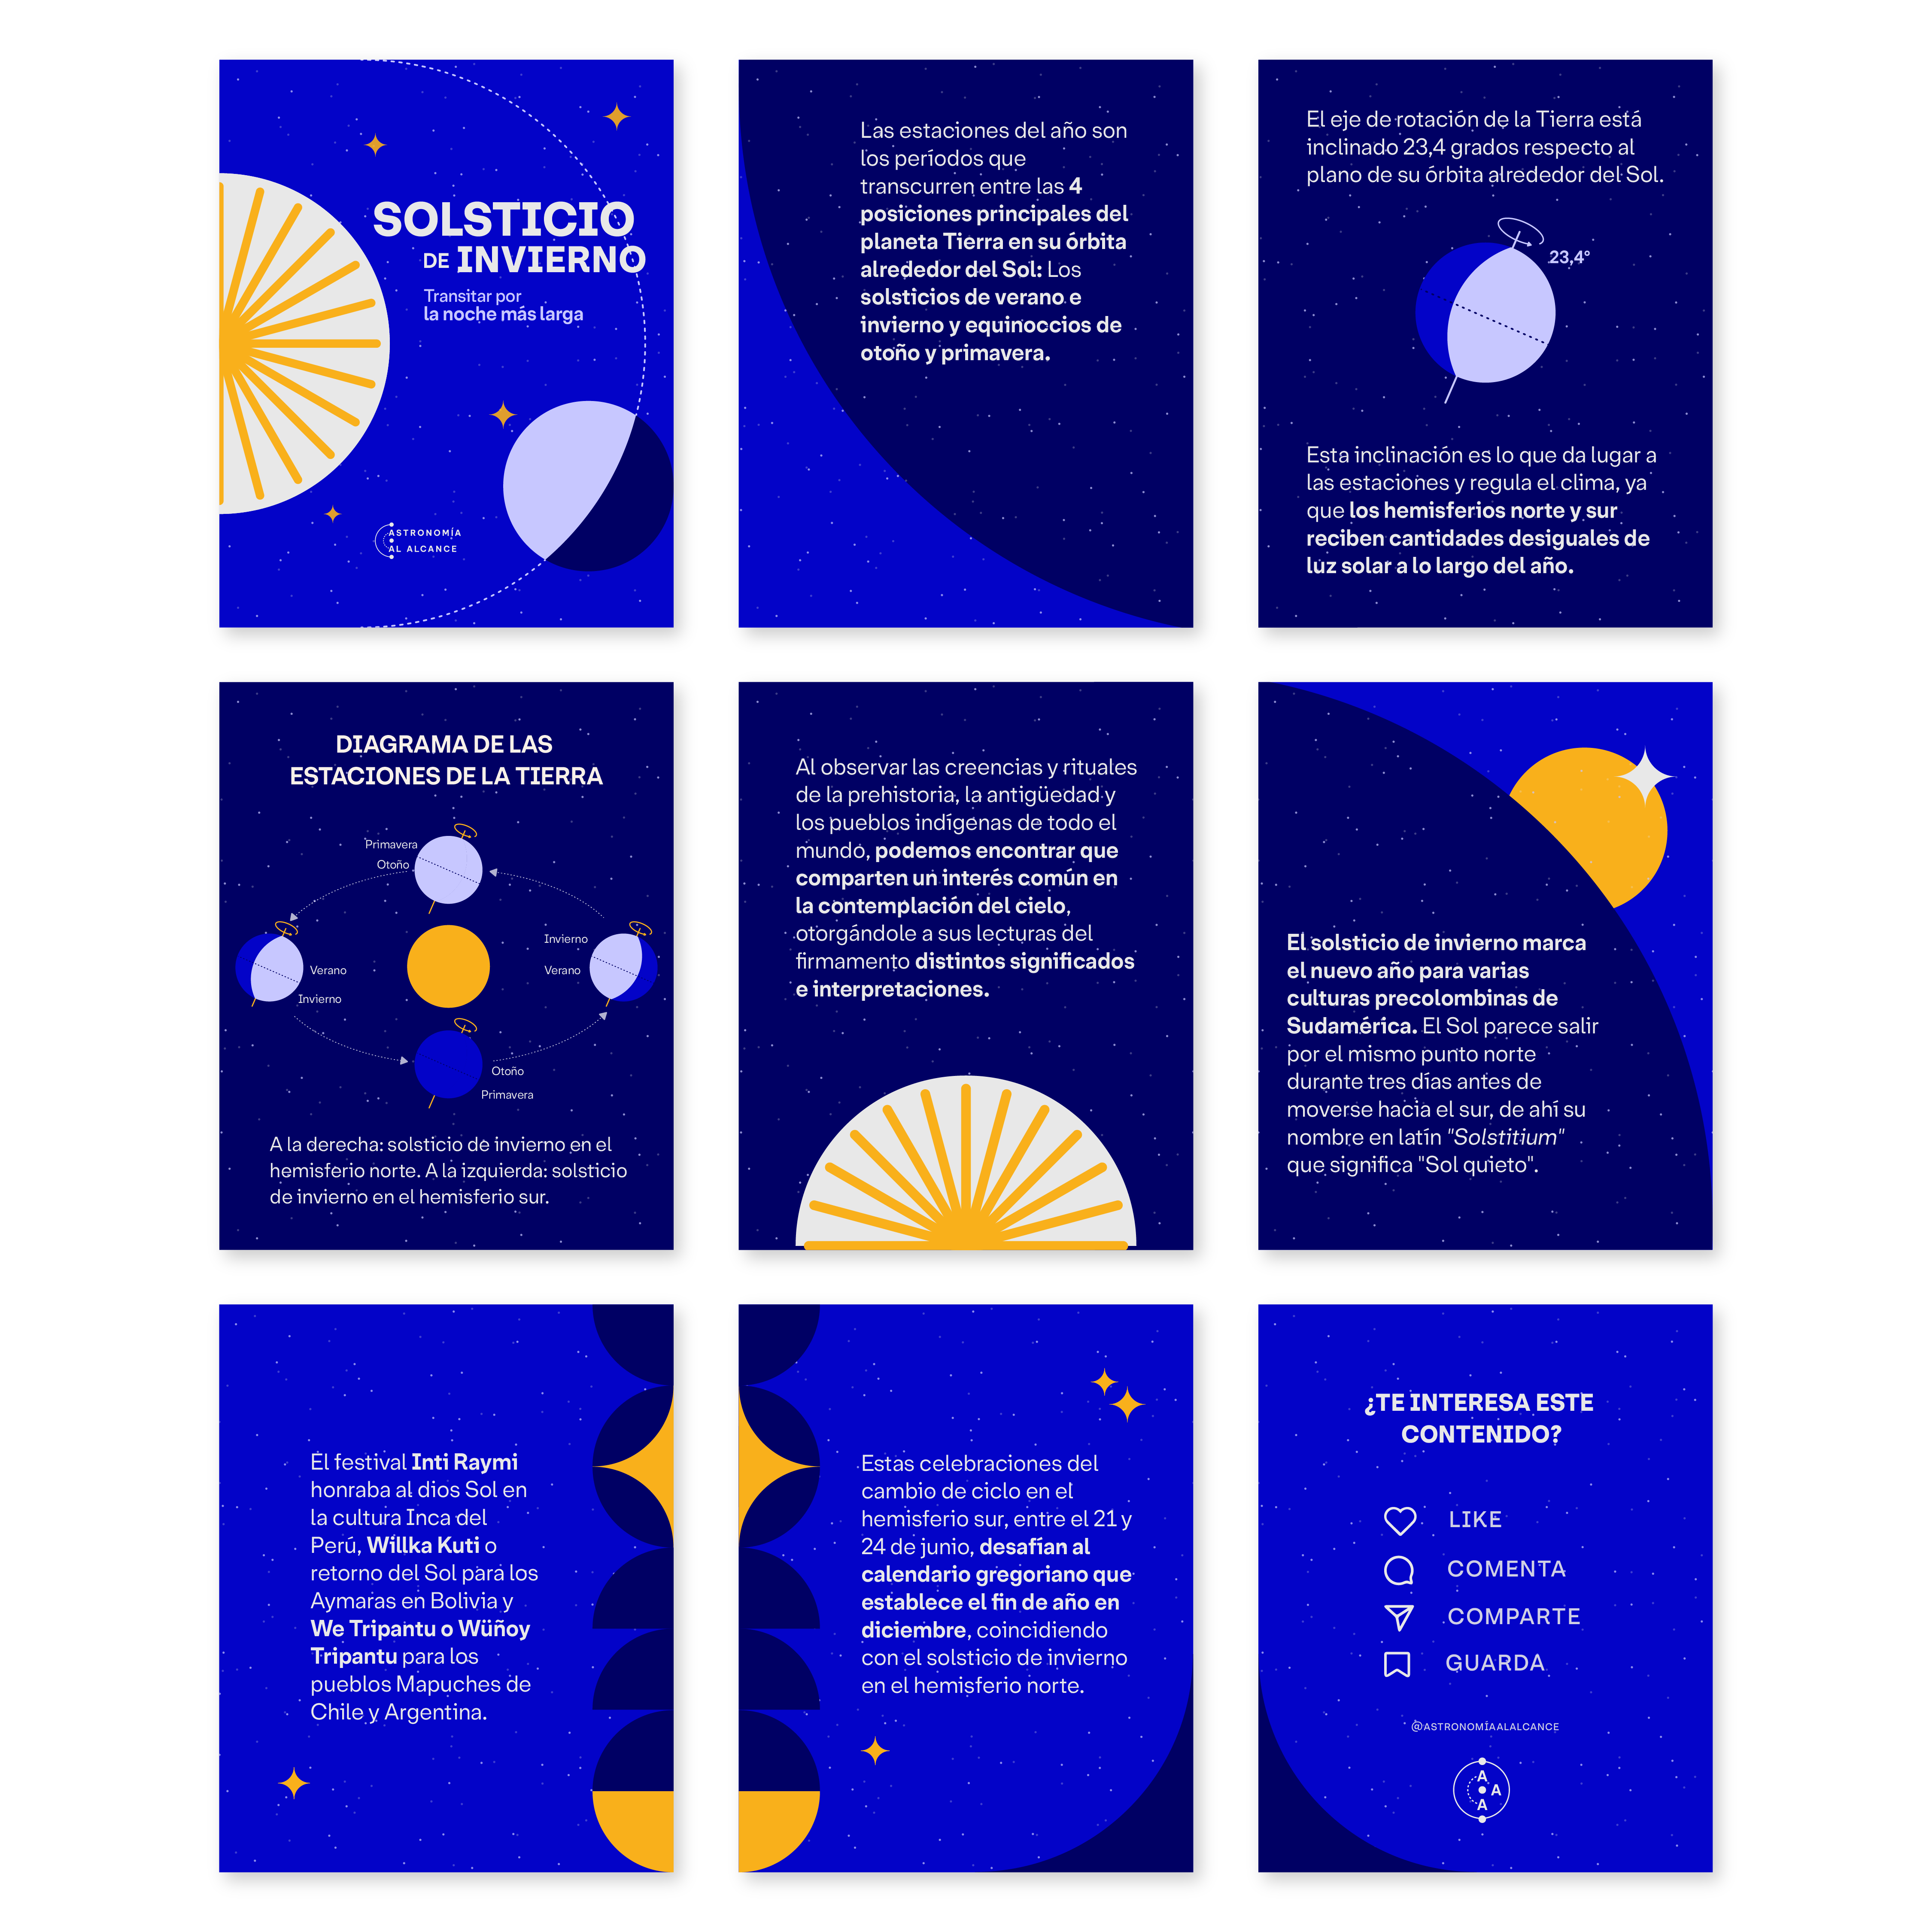 SOLSTICIO
DE INVIERNO
Transitar por
la noche más larga
ASTRONOMÍA
AL ALCANCE
Las estaciones del año son
los períodos que
transcurren entre las 4
posiciones principales del
planeta Tierra en su órbita
alrededor del Sol: Los
solsticios de verano e
invierno y equinoccios de
otoño y primavera.
El eje de rotación de la Tierra está
inclinado 23,4 grados respecto al
plano de su órbita alrededor del Sol.
23,4°
Esta inclinación es lo que da lugar a
las estaciones y regula el clima, ya
que los hemisferios norte y sur
reciben cantidades desiguales de
luz solar a lo largo del año.
DIAGRAMA DE LAS
ESTACIONES DE LA TIERRA
Primavera
Otoño
Invierno
Verano
Verano
Invierno
Otoño
Primavera
A la derecha: solsticio de invierno en el
hemisferio norte. A la izquierda: solsticio
de invierno en el hemisferio sur.
Al observar las creencias y rituales
de la prehistoria, la antigüedad y
los pueblos indígenas de todo el
mundo, podemos encontrar que
comparten un interés común en
la contemplación del cielo,
otorgándole a sus lecturas del
firmamento distintos significados
e interpretaciones.
El solsticio de invierno marca
el nuevo año para varias
culturas precolombinas de
Sudamérica. El Sol parece salir
por el mismo punto norte
durante tres días antes de
moverse hacia el sur, de ahí su
nombre en latín "Solstitium"
que significa "Sol quieto".
El festival Inti Raymi
honraba al dios Sol en
la cultura Inca del
Perú, Willka Kuti o
retorno del Sol para los
Aymaras en Bolivia y
We Tripantu o Wüñoy
Tripantu para los
pueblos Mapuches de
Chile y Argentina.
Estas celebraciones del
cambio de ciclo en el
hemisferio sur, entre el 21 y
24 de junio, desafían al
calendario gregoriano que
establece el fin de año en
diciembre, coincidiendo
con el solsticio de invierno
en el hemisferio norte.
¿TE INTERESA ESTE
CONTENIDO?
LIKE
COMENTA
COMPARTE
GUARDA
@ASTRONOMÍAALALCANCE
A
A
A